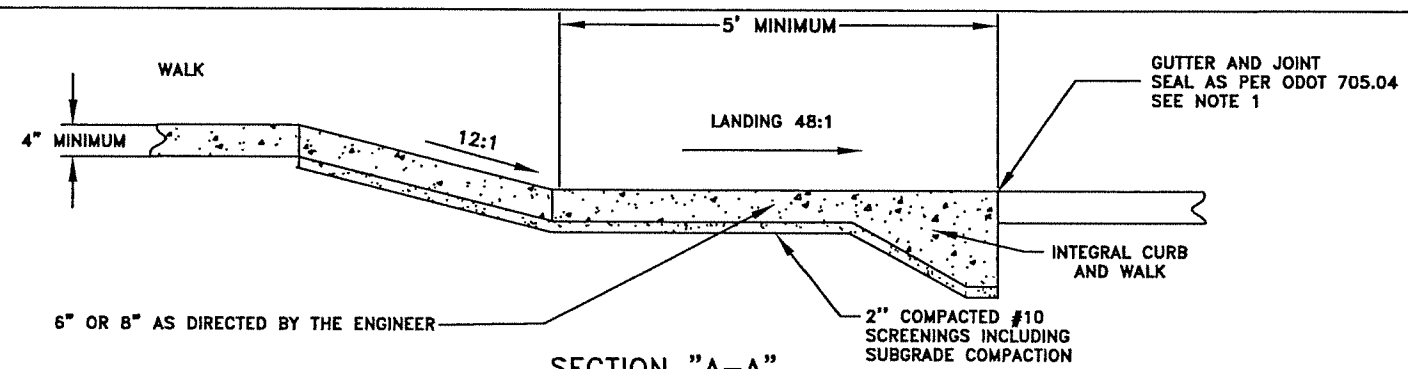 5' MINIMUM
WALK
GUTTER AND JOINT
SEAL AS PER ODOT 705.04
SEE NOTE 1
4" MINIMUM
12:1
LANDING 48:1
INTEGRAL CURB
AND WALK
6" OR 8" AS DIRECTED BY THE ENGINEER
2" COMPACTED #10
SCREENINGS INCLUDING
SUBGRADE COMPACTION
SECTION "A-A"